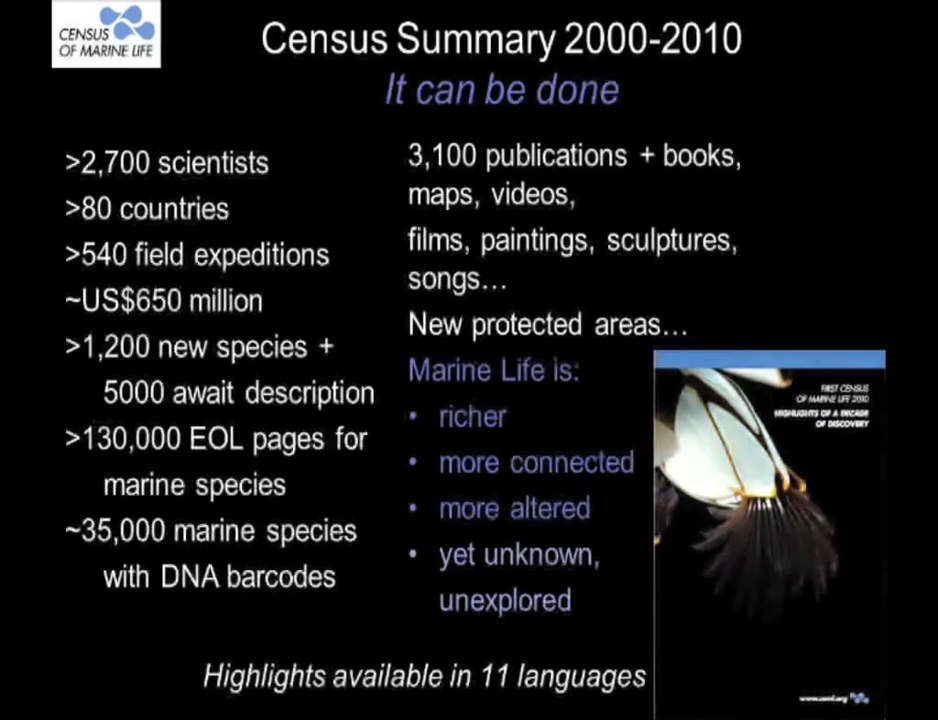 CENSUS
OF MARINE LIFE
Census Summary 2000-2010
It can be done
>2,700 scientists
>80 countries
>540 field expeditions
~US$650 million
>1,200 new species +
5000 await description
>130,000 EOL pages for
marine species
~35,000 marine species
with DNA barcodes
3,100 publications + books,
maps, videos,
films, paintings, sculptures,
songs…
New protected areas…
Marine Life is:
• richer
• more connected
• more altered
• yet unknown,
unexplored
FIRST CENSUS
OF MARINE LIFE 2010
HIGHLIGHTS OF A DECADE
OF DISCOVERY
www.coml.org
Highlights available in 11 languages